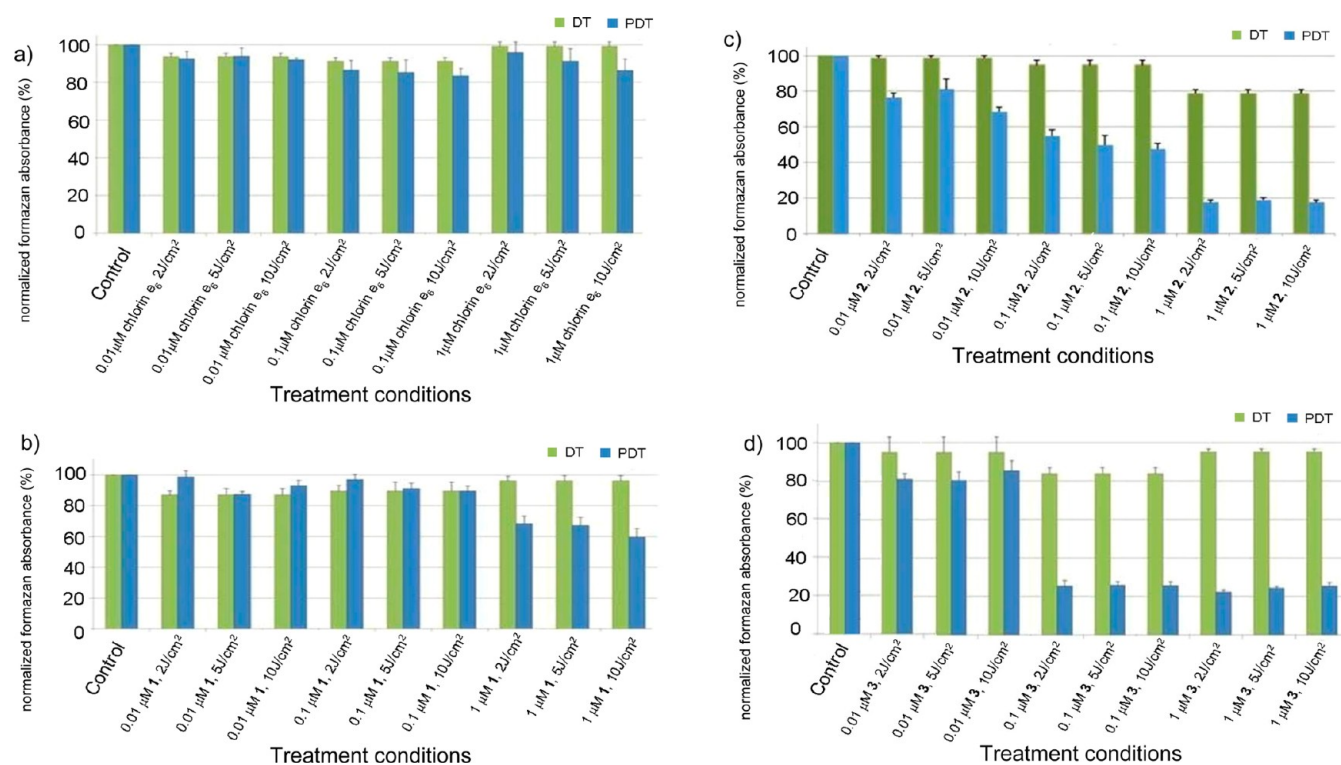 a)
DT PDT
normalized formazan absorbance (%)
100
80
60
40
20
0
Control
0.01µM chlorin e₆ 2J/cm²
0.01µM chlorin e₆ 5J/cm²
0.01 µM chlorin e₆ 10J/cm²
0.1µM chlorin e₆ 2J/cm²
0.1µM chlorin e₆ 5J/cm²
0.1µM chlorin e₆ 10J/cm²
1µM chlorin e₆ 2J/cm²
1µM chlorin e₆ 5J/cm²
1µM chlorin e₆ 10J/cm²
Treatment conditions
b)
DT PDT
normalized formazan absorbance (%)
100
80
60
40
20
0
Control
0.01 µM 1, 2J/cm²
0.01 µM 1, 5J/cm²
0.01 µM 1, 10J/cm²
0.1 µM 1, 2J/cm²
0.1 µM 1, 5J/cm²
0.1 µM 1, 10J/cm²
1 µM 1, 2J/cm²
1 µM 1, 5J/cm²
1 µM 1, 10J/cm²
Treatment conditions
c)
DT PDT
normalized formazan absorbance (%)
100
80
60
40
20
0
Control
0.01 µM 2, 2J/cm²
0.01 µM 2, 5J/cm²
0.01 µM 2, 10J/cm²
0.1 µM 2, 2J/cm²
0.1 µM 2, 5J/cm²
0.1 µM 2, 10J/cm²
1 µM 2, 2J/cm²
1 µM 2, 5J/cm²
1 µM 2, 10J/cm²
Treatment conditions
d)
DT PDT
normalized formazan absorbance (%)
100
80
60
40
20
0
Control
0.01 µM 3, 2J/cm²
0.01 µM 3, 5J/cm²
0.01 µM 3, 10J/cm²
0.1 µM 3, 2J/cm²
0.1 µM 3, 5J/cm²
0.1 µM 3, 10J/cm²
1 µM 3, 2J/cm²
1 µM 3, 5J/cm²
1 µM 3, 10J/cm²
Treatment conditions